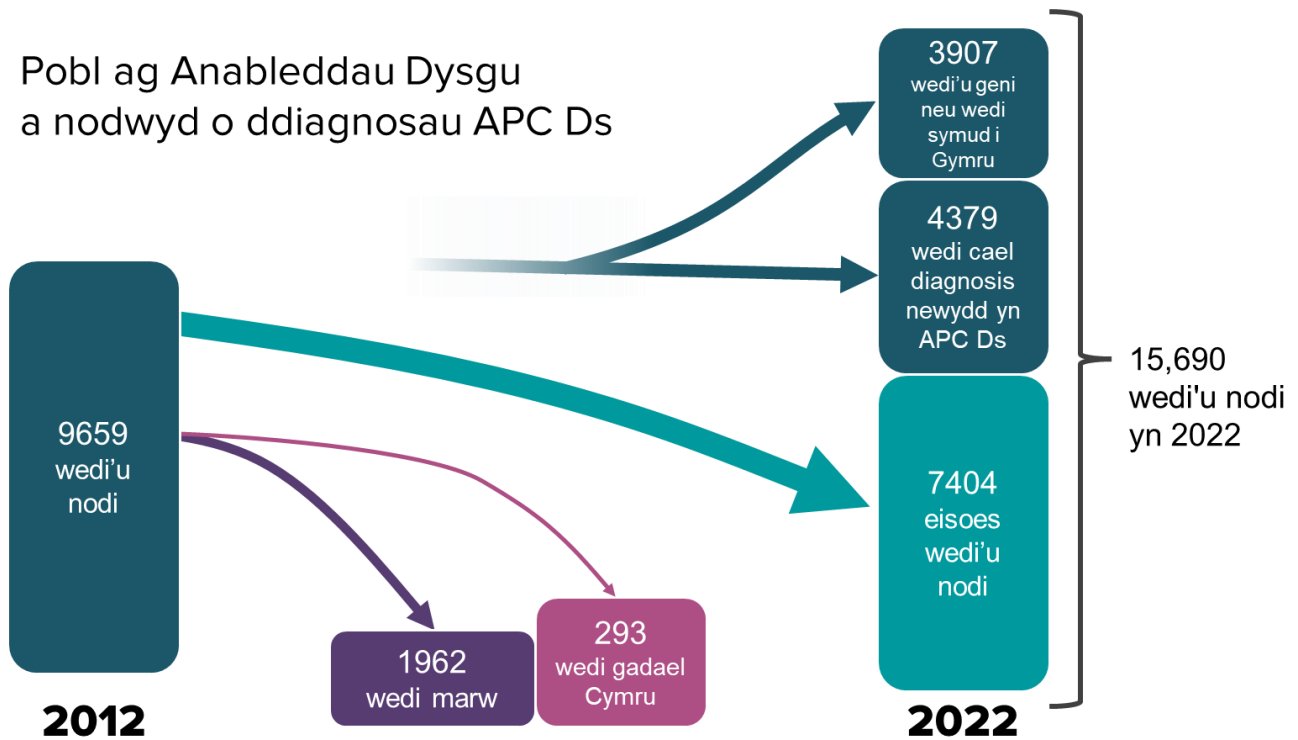 Pobl ag Anableddau Dysgu
a nodwyd o ddiagnosau APC Ds
3907
wedi'u geni
neu wedi
symud i
Gymru
4379
wedi cael
diagnosis
newydd yn
APC Ds
7404
eisoes
wedi'u
nodi
15,690
wedi'u nodi
yn 2022
9659
wedi'u
nodi
1962
wedi marw
293
wedi gadael
Cymru
2012
2022